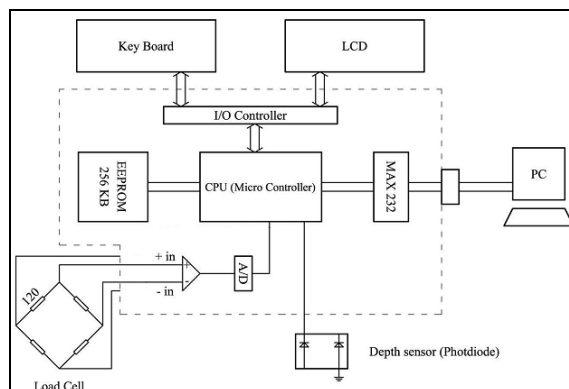 Key Board
LCD
I/O Controller
EEPROM
256 KB
CPU (Micro Controller)
MAX 232
PC
+ in
- in
+
-
A/D
120
Depth sensor (Photdiode)
Load Cell